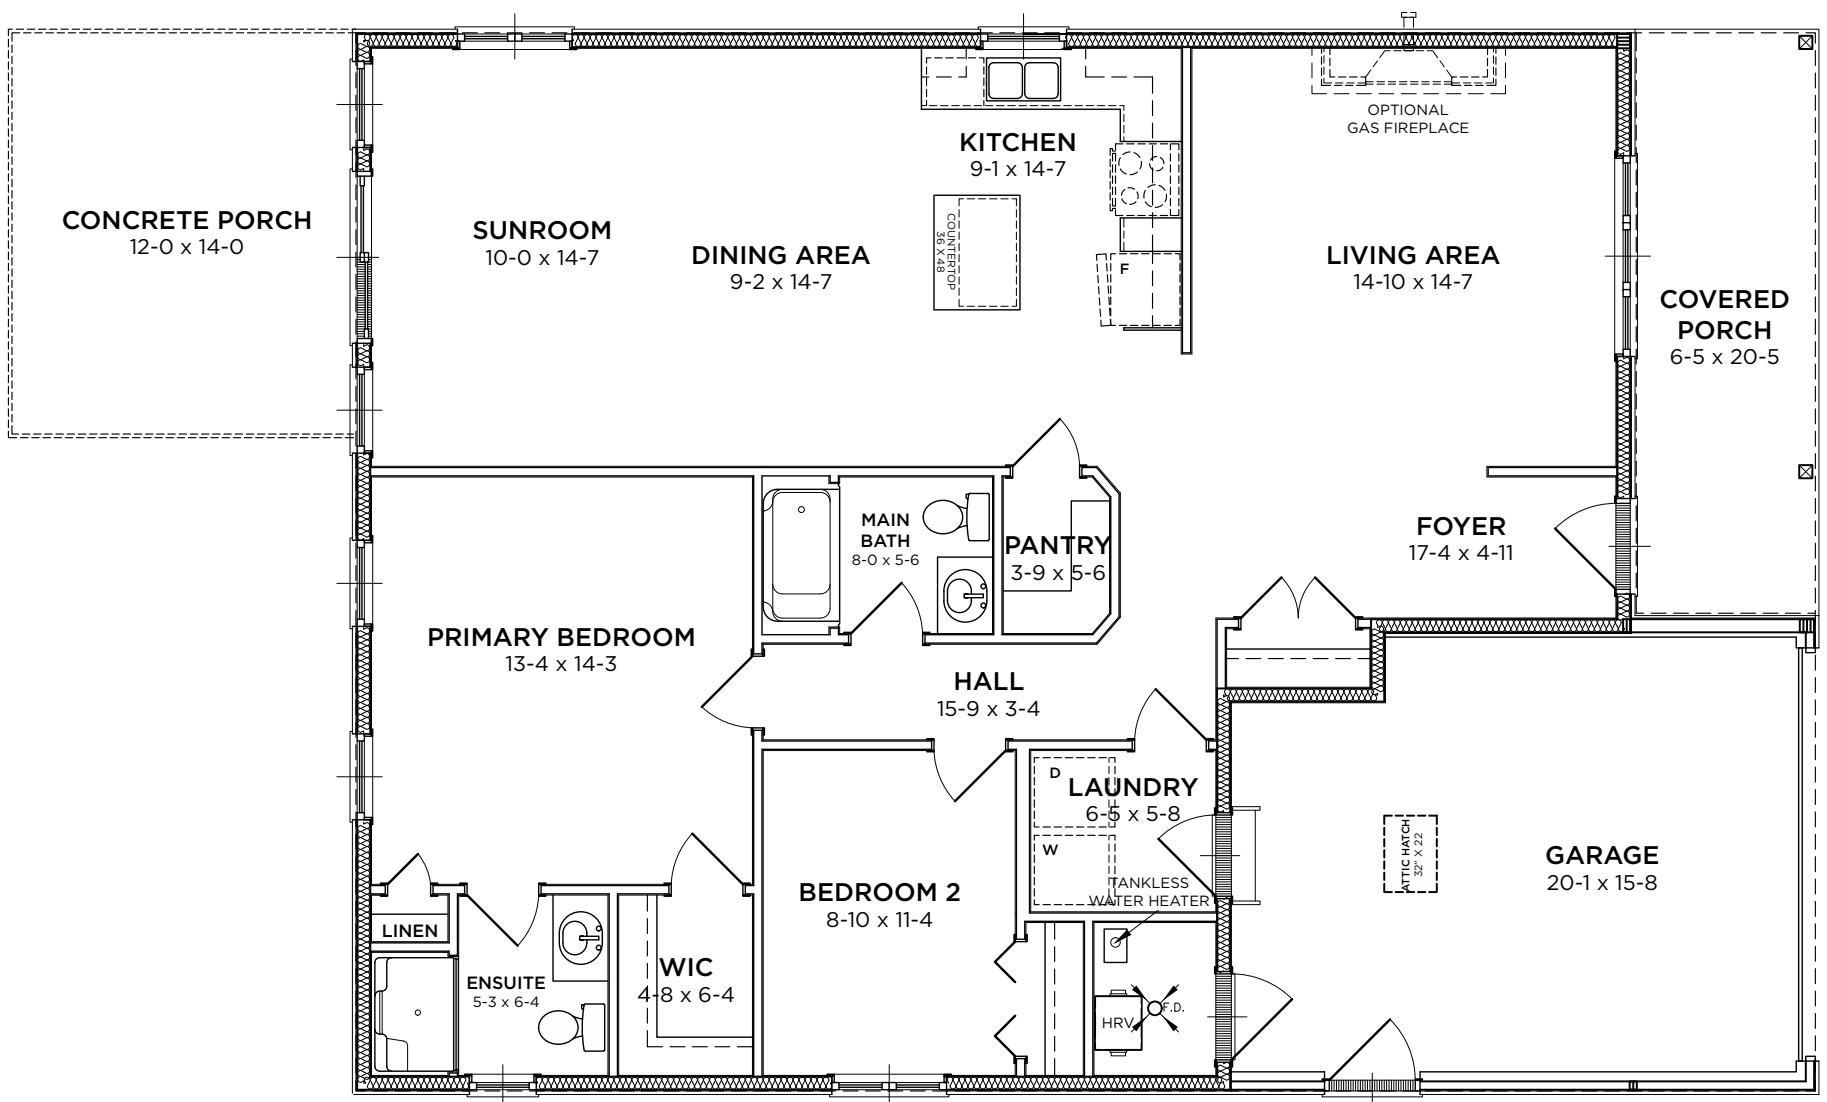 OPTIONAL
GAS FIREPLACE
KITCHEN
9-1 x 14-7
CONCRETE PORCH
12-0 x 14-0
SUNROOM
10-0 x 14-7
DINING AREA
9-2 x 14-7
COUNTERTOP
36 X 48
F
LIVING AREA
14-10 x 14-7
COVERED
PORCH
6-5 x 20-5
MAIN
BATH
8-0 x 5-6
PANTRY
3-9 x 5-6
FOYER
17-4 x 4-11
PRIMARY BEDROOM
13-4 x 14-3
HALL
15-9 x 3-4
D
LAUNDRY
6-5 x 5-8
W
TANKLESS
WATER HEATER
ATTIC HATCH
32" X 22
GARAGE
20-1 x 15-8
BEDROOM 2
8-10 x 11-4
LINEN
ENSUITE
5-3 x 6-4
WIC
4-8 x 6-4
HRV
F.D.